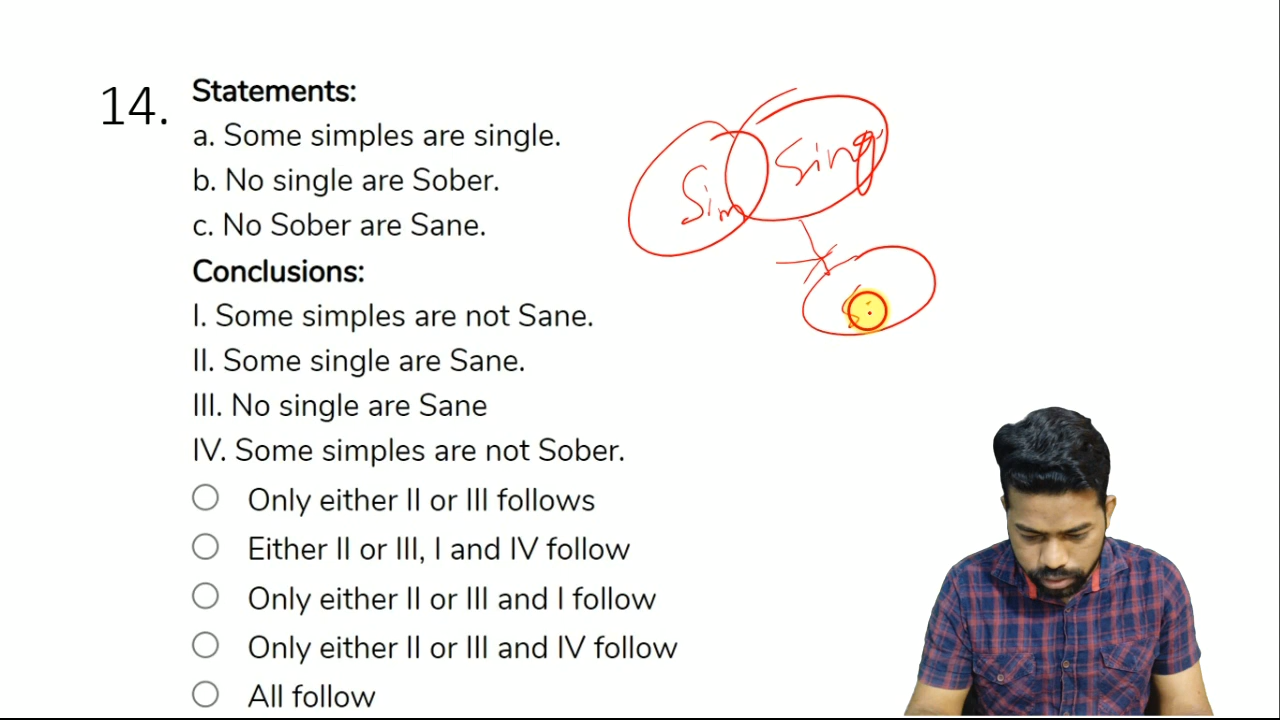 14.
Statements:
a. Some simples are single.
b. No single are Sober.
c. No Sober are Sane.
Conclusions:
I. Some simples are not Sane.
II. Some single are Sane.
III. No single are Sane
IV. Some simples are not Sober.
Only either II or III follows
Either II or III, I and IV follow
Only either II or III and I follow
Only either II or III and IV follow
All follow
Sim
Sing